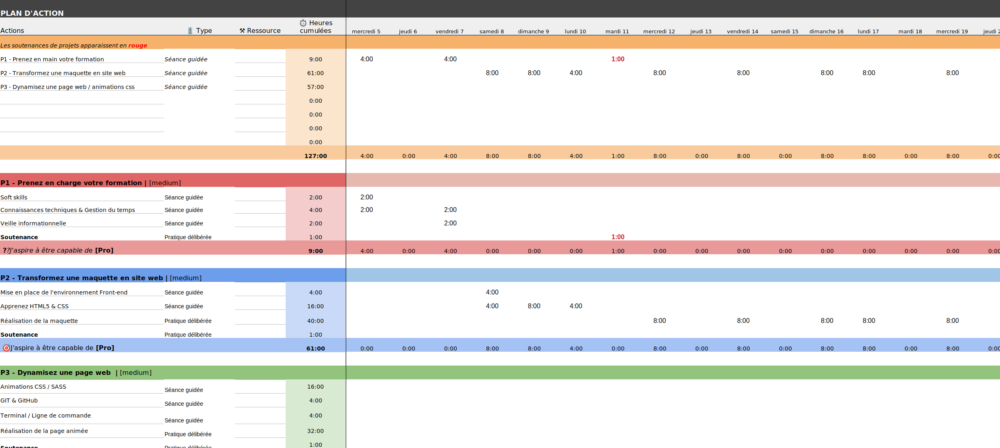 PLAN D'ACTION
Actions Type ⚒ Ressource ⏱ Heures cumulées mercredi 5 jeudi 6 vendredi 7 samedi 8 dimanche 9 lundi 10 mardi 11 mercredi 12 jeudi 13 vendredi 14 samedi 15 dimanche 16 lundi 17 mardi 18 mercredi 19 jeudi 2
Les soutenances de projets apparaissent en rouge
P1 - Prenez en main votre formation Séance guidée 9:00 4:00 4:00 1:00
P2 - Transformez une maquette en site web Séance guidée 61:00 8:00 8:00 4:00 8:00 8:00 8:00 8:00 8:00
P3 - Dynamisez une page web / animations css Séance guidée 57:00
0:00
0:00
0:00
0:00
127:00 4:00 0:00 4:00 8:00 8:00 4:00 1:00 8:00 0:00 8:00 0:00 8:00 8:00 0:00 8:00 0:00
P1 - Prenez en charge votre formation | [medium]
Soft skills Séance guidée 2:00 2:00
Connaissances techniques & Gestion du temps Séance guidée 4:00 2:00 2:00
Veille informationnelle Séance guidée 2:00 2:00
Soutenance Pratique délibérée 1:00 1:00
??J'aspire à être capable de [Pro] 9:00 4:00 0:00 4:00 0:00 0:00 0:00 1:00 0:00 0:00 0:00 0:00 0:00 0:00 0:00 0:00 0:00
P2 - Transformez une maquette en site web | [medium]
Mise en place de l'environnement Front-end Séance guidée 4:00 4:00
Apprenez HTML5 & CSS Séance guidée 16:00 4:00 8:00 4:00
Réalisation de la maquette Pratique délibérée 40:00 8:00 8:00 8:00 8:00 8:00
Soutenance Pratique délibérée 1:00
🎯J'aspire à être capable de [Pro] 61:00 0:00 0:00 0:00 8:00 8:00 4:00 0:00 8:00 0:00 8:00 0:00 8:00 8:00 0:00 8:00 0:00
P3 - Dynamisez une page web | [medium]
Animations CSS / SASS Séance guidée 16:00
GIT & GitHub Séance guidée 4:00
Terminal / Ligne de commande Séance guidée 4:00
Réalisation de la page animée Pratique délibérée 32:00
Soutenance Pratique délibérée 1:00